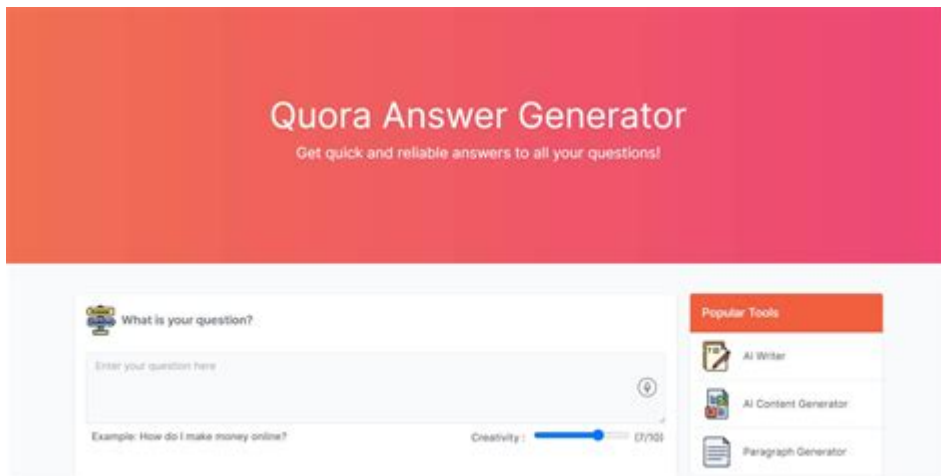 Quora Answer Generator
Get quick and reliable answers to all your questions!
What is your question?
Enter your question here
Example: How do I make money online?
Creativity : (7/10)
Popular Tools
AI Writer
AI Content Generator
Paragraph Generator